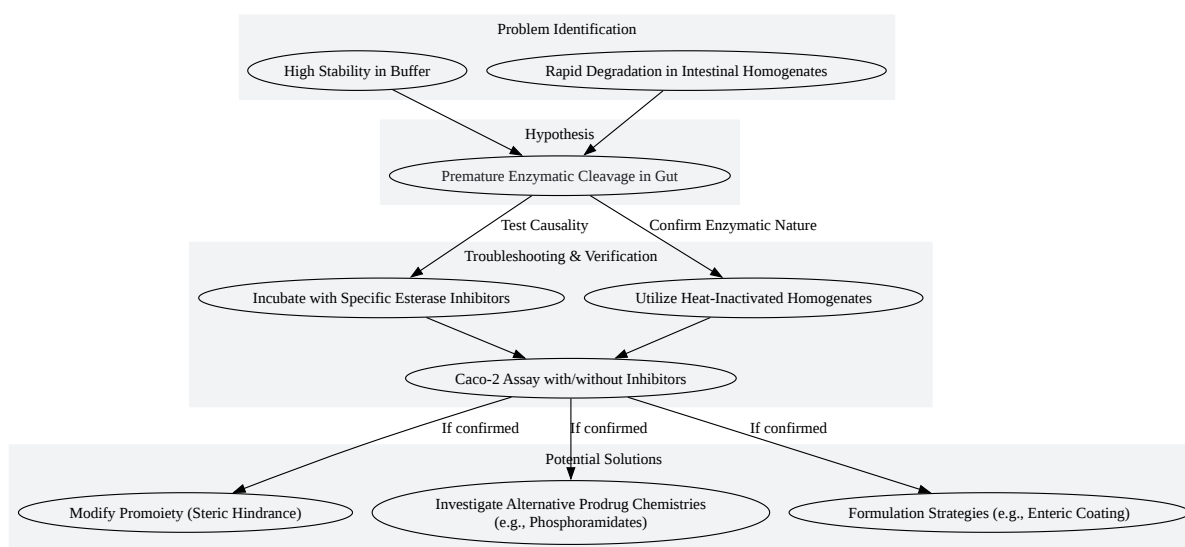 Problem Identification
High Stability in Buffer
Rapid Degradation in Intestinal Homogenates
Hypothesis
Premature Enzymatic Cleavage in Gut
Test Causality
Confirm Enzymatic Nature
Troubleshooting & Verification
Incubate with Specific Esterase Inhibitors
Utilize Heat-Inactivated Homogenates
Caco-2 Assay with/without Inhibitors
If confirmed
If confirmed
If confirmed
Potential Solutions
Modify Promoiety (Steric Hindrance)
Investigate Alternative Prodrug Chemistries
(e.g., Phosphoramidates)
Formulation Strategies (e.g., Enteric Coating)